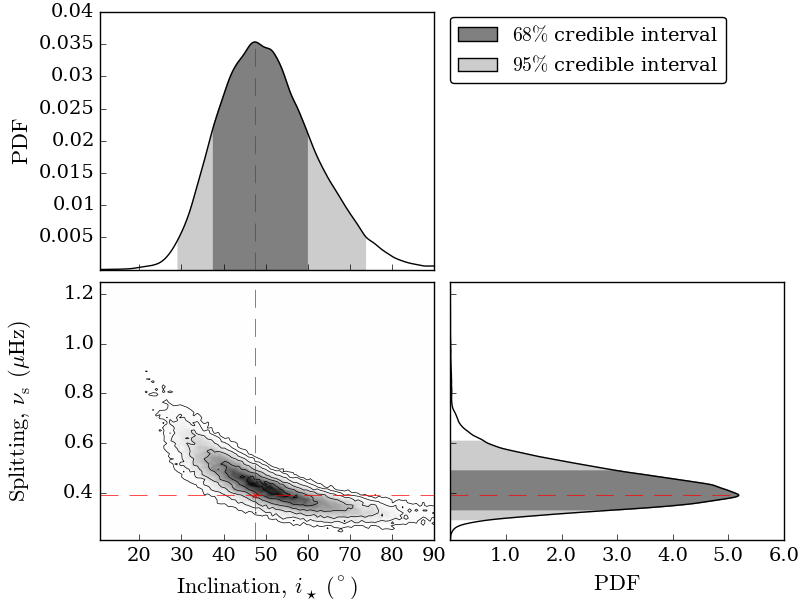 0.04
0.035
0.03
0.025
0.02
0.015
0.01
0.005
PDF
68% credible interval
95% credible interval
1.2
1.0
0.8
0.6
0.4
Splitting, νs (μHz)
20 30 40 50 60 70 80 90
Inclination, i⋆ (°)
1.0 2.0 3.0 4.0 5.0 6.0
PDF